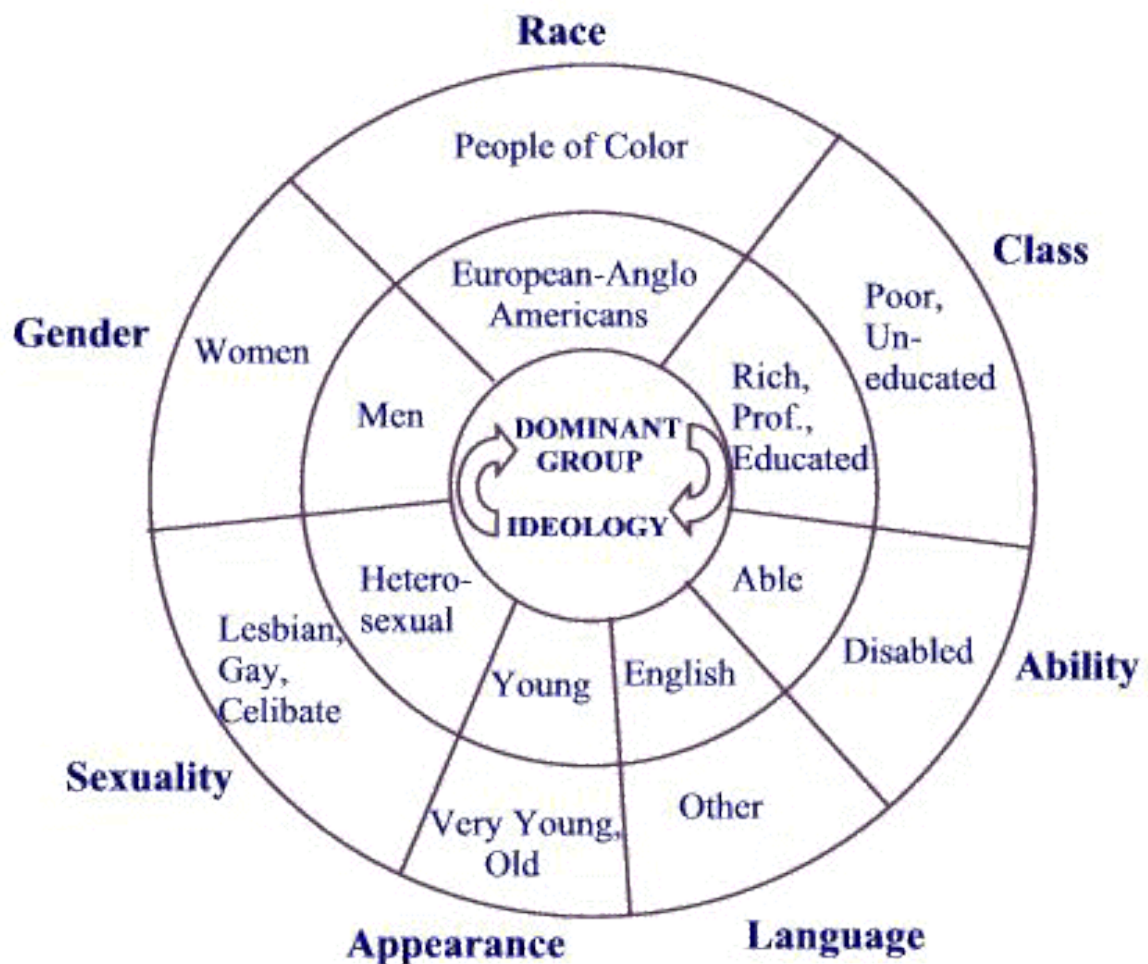 Race
People of Color
European-Anglo
Americans
Class
Poor,
Un-
educated
Rich,
Prof.,
Educated
Gender
Women
Men
DOMINANT
GROUP
IDEOLOGY
Able
Disabled
Ability
Hetero-
sexual
Lesbian,
Gay,
Celibate
Sexuality
Young
Very Young,
Old
Appearance
English
Other
Language